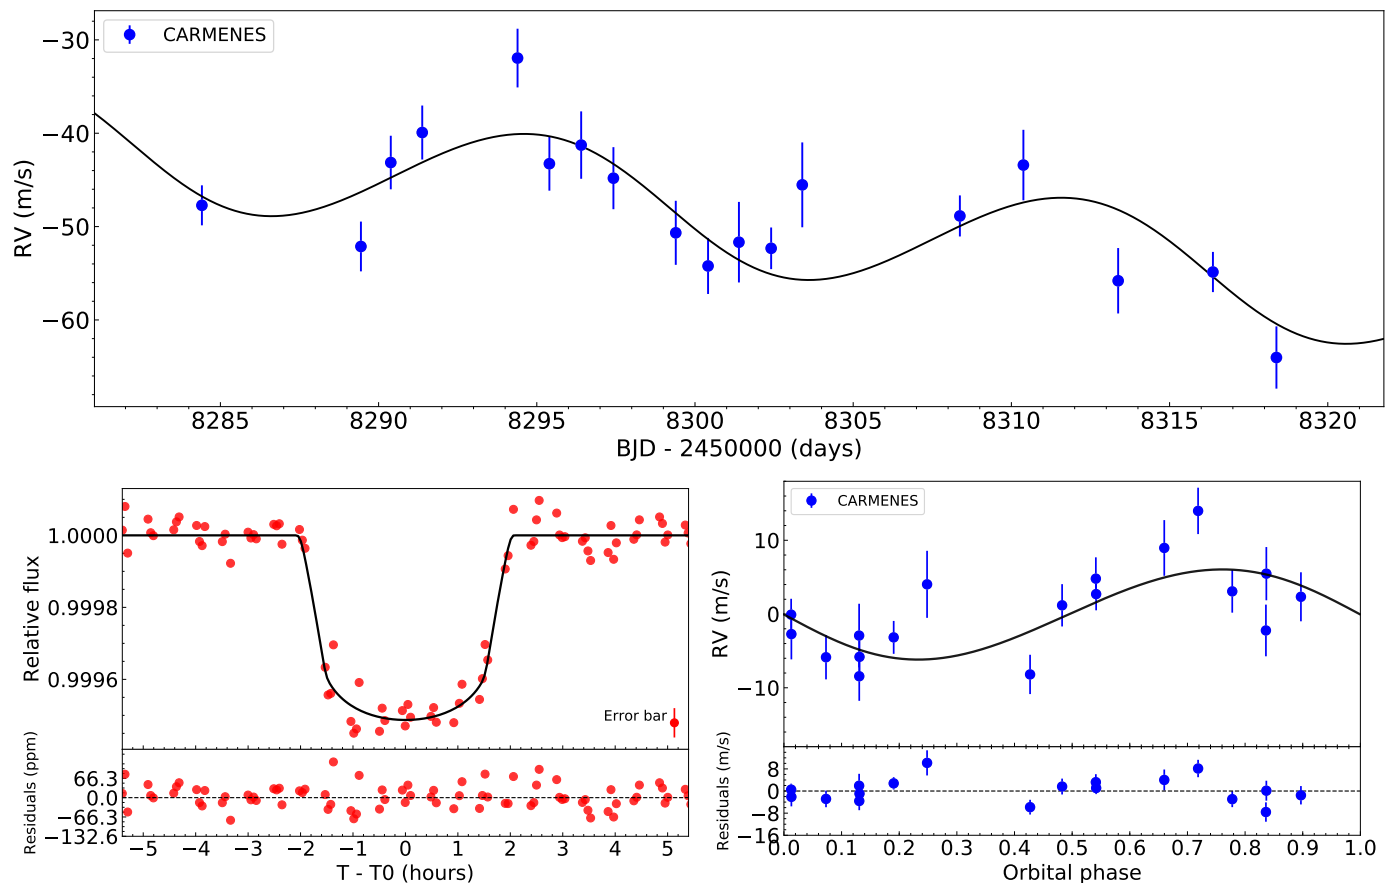 CARMENES
RV (m/s)
−30
−40
−50
−60
8285 8290 8295 8300 8305 8310 8315 8320
BJD - 2450000 (days)
Relative flux
1.0000
0.9998
0.9996
Error bar
Residuals (ppm)
66.3
0.0
−66.3
−132.6
−5 −4 −3 −2 −1 0 1 2 3 4 5
T - T0 (hours)
CARMENES
RV (m/s)
10
0
−10
Residuals (m/s)
8
0
−8
−16
0.0 0.1 0.2 0.3 0.4 0.5 0.6 0.7 0.8 0.9 1.0
Orbital phase